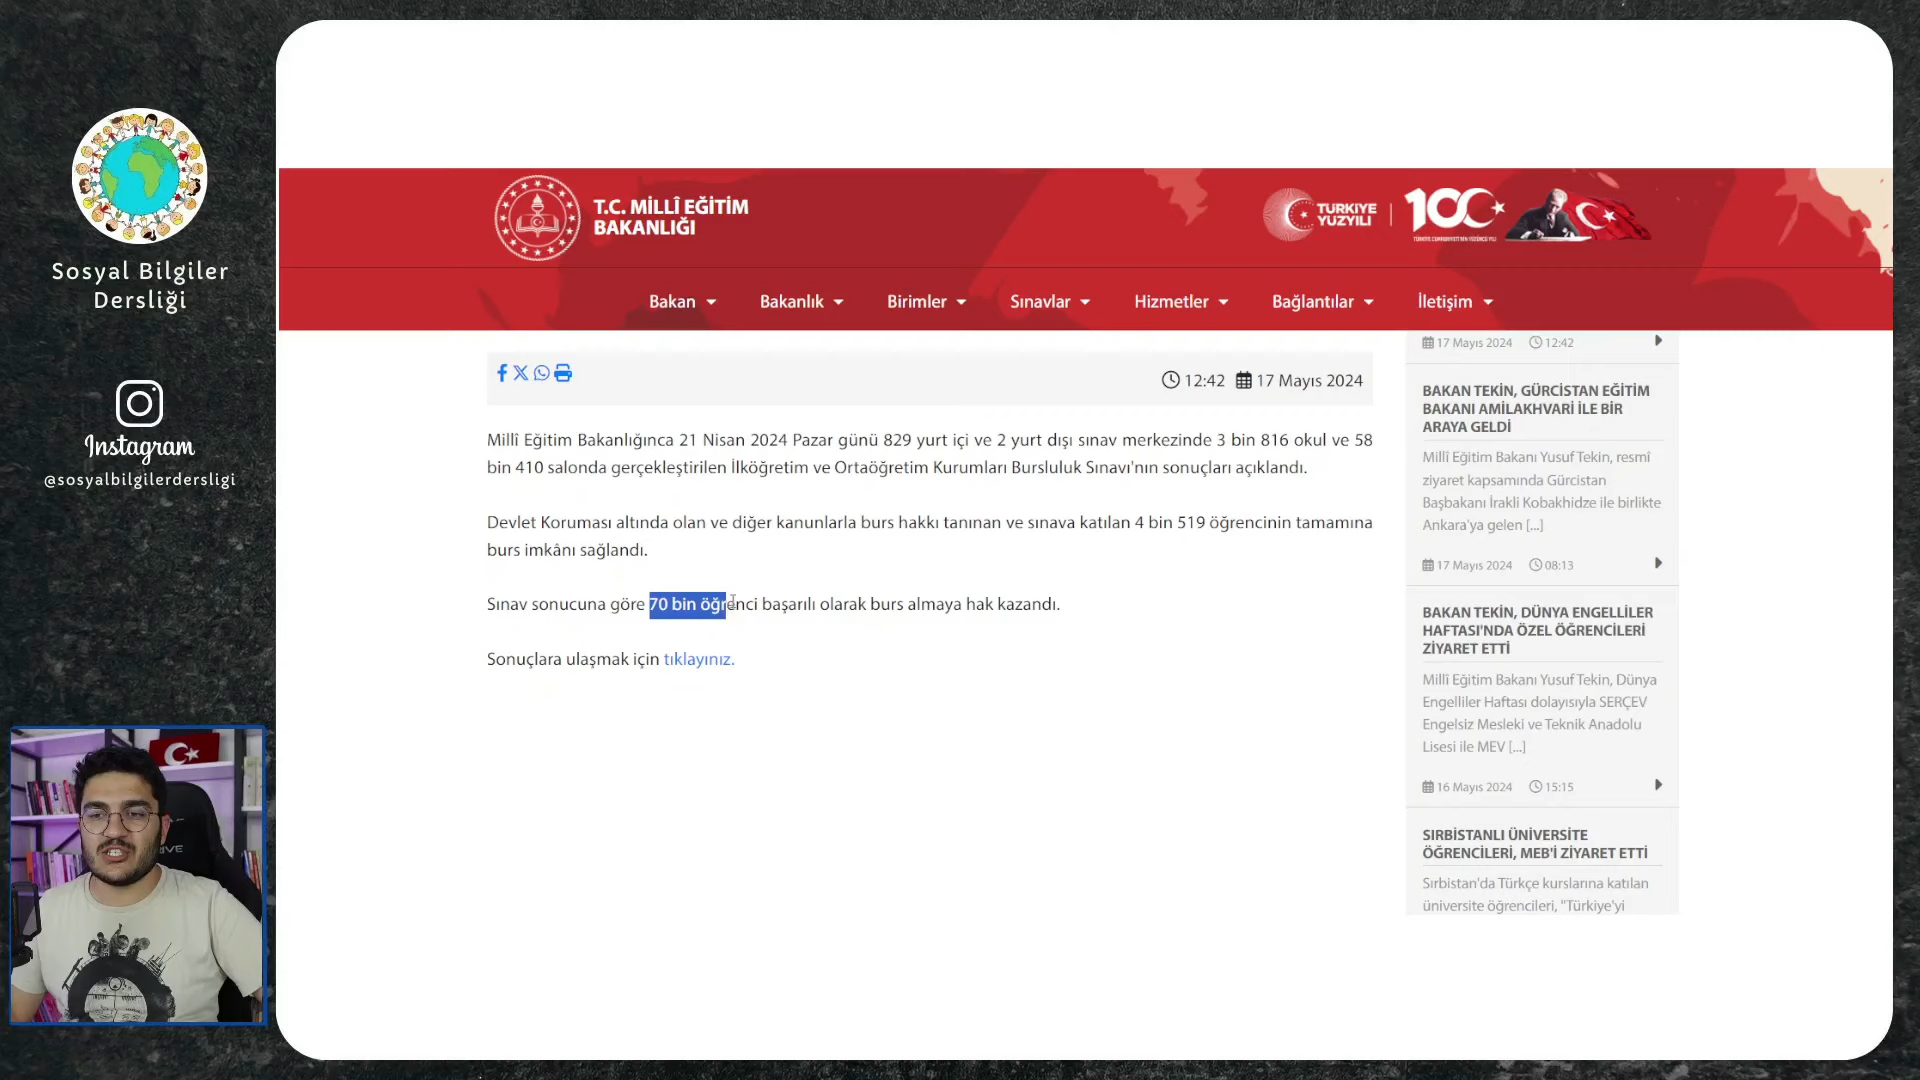 Sosyal Bilgiler
Dersliği
Instagram
@sosyalbilgilerdersligi
T.C. MİLLÎ EĞİTİM
BAKANLIĞI
TÜRKİYE
YÜZYILI
100
Bakan
Bakanlık
Birimler
Sınavlar
Hizmetler
Bağlantılar
İletişim
12:42 17 Mayıs 2024
Millî Eğitim Bakanlığınca 21 Nisan 2024 Pazar günü 829 yurt içi ve 2 yurt dışı sınav merkezinde 3 bin 816 okul ve 58
bin 410 salonda gerçekleştirilen İlköğretim ve Ortaöğretim Kurumları Bursluluk Sınavı'nın sonuçları açıklandı.
Devlet Koruması altında olan ve diğer kanunlarla burs hakkı tanınan ve sınava katılan 4 bin 519 öğrencinin tamamına
burs imkânı sağlandı.
Sınav sonucuna göre 70 bin öğrenci başarılı olarak burs almaya hak kazandı.
Sonuçlara ulaşmak için tıklayınız.
17 Mayıs 2024 12:42
BAKAN TEKİN, GÜRCİSTAN EĞİTİM
BAKANI AMİLAKHVARİ İLE BİR
ARAYA GELDİ
Millî Eğitim Bakanı Yusuf Tekin, resmî
ziyaret kapsamında Gürcistan
Başbakanı İrakli Kobakhidze ile birlikte
Ankara'ya gelen [...]
17 Mayıs 2024 08:13
BAKAN TEKİN, DÜNYA ENGELLİLER
HAFTASI'NDA ÖZEL ÖĞRENCİLERİ
ZİYARET ETTİ
Millî Eğitim Bakanı Yusuf Tekin, Dünya
Engelliler Haftası dolayısıyla SERÇEV
Engelsiz Mesleki ve Teknik Anadolu
Lisesi ile MEV [...]
16 Mayıs 2024 15:15
SIRBİSTANLI ÜNİVERSİTE
ÖĞRENCİLERİ, MEB'İ ZİYARET ETTİ
Sırbistan'da Türkçe kurslarına katılan
üniversite öğrencileri, "Türkiye'yi